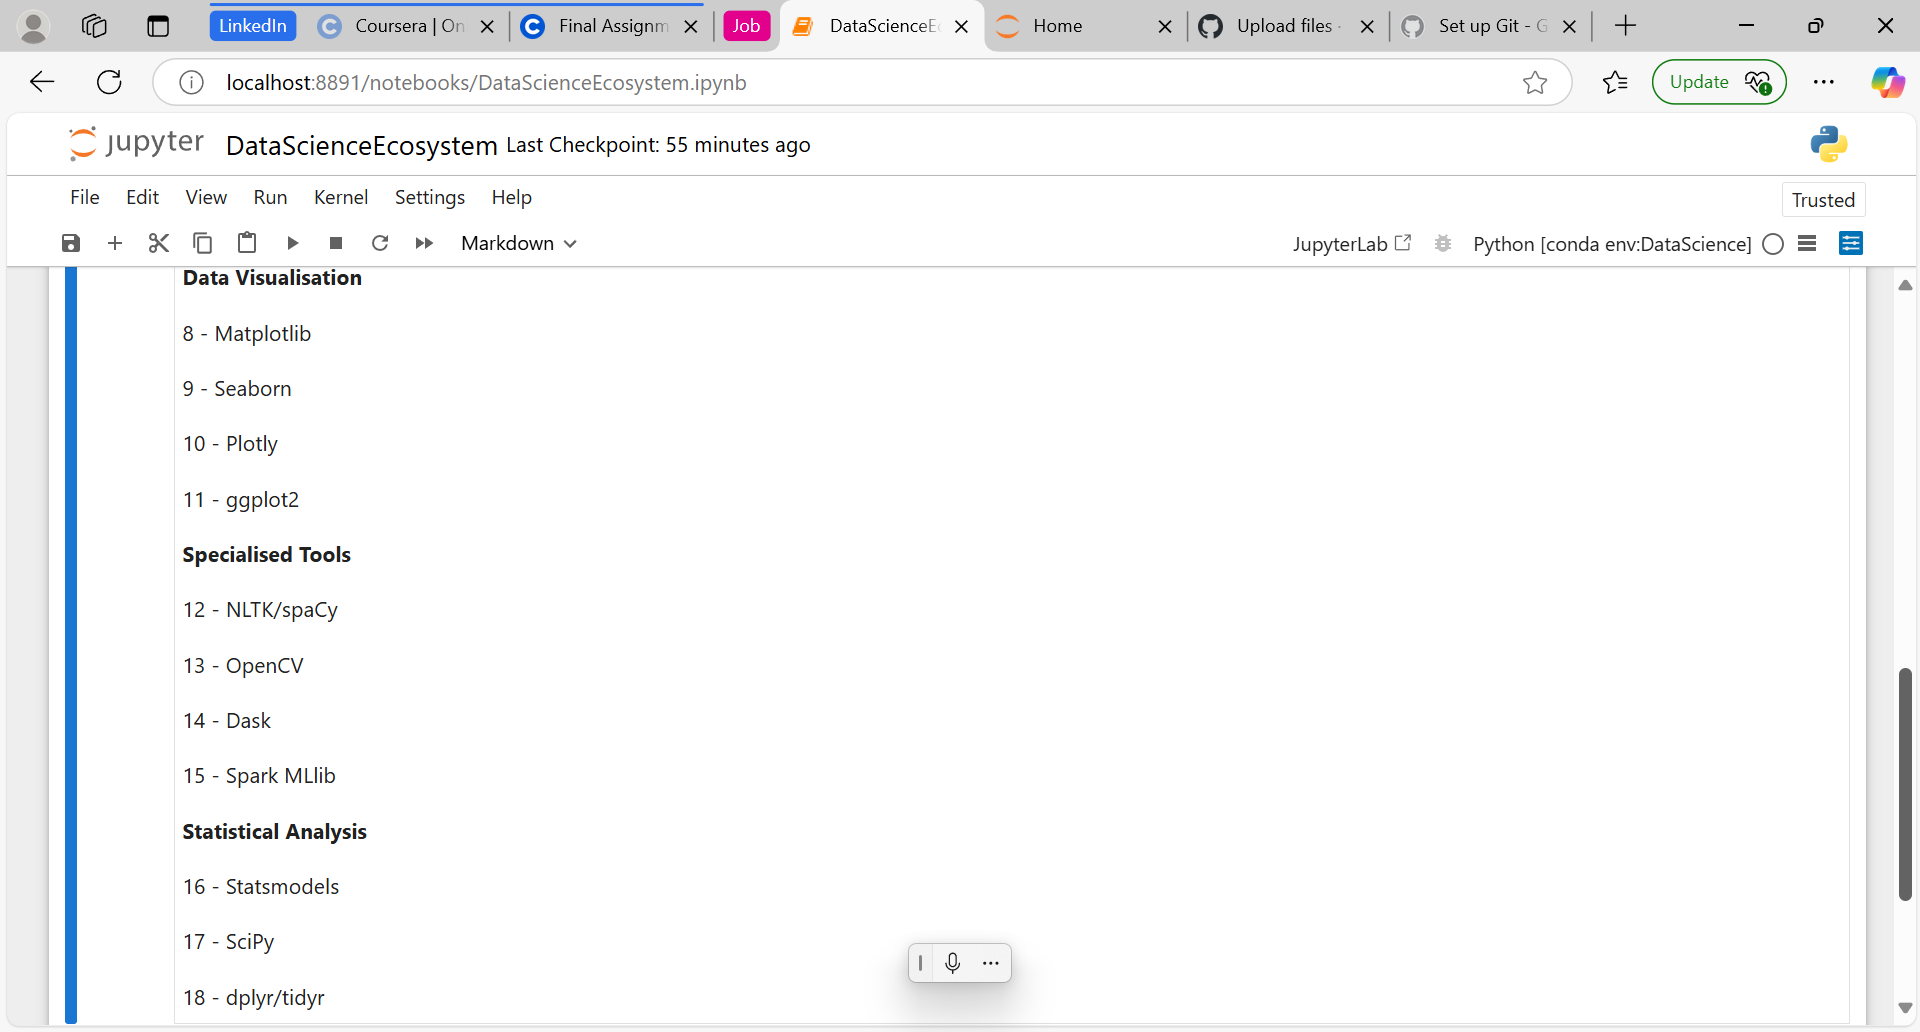 LinkedIn
Coursera | On
Final Assignm
Job
DataScienceEc
Home
Upload files ·
Set up Git - G
localhost:8891/notebooks/DataScienceEcosystem.ipynb
Update
jupyter
DataScienceEcosystem Last Checkpoint: 55 minutes ago
File Edit View Run Kernel Settings Help
Trusted
Markdown
JupyterLab
Python [conda env:DataScience]
Data Visualisation
8 - Matplotlib
9 - Seaborn
10 - Plotly
11 - ggplot2
Specialised Tools
12 - NLTK/spaCy
13 - OpenCV
14 - Dask
15 - Spark MLlib
Statistical Analysis
16 - Statsmodels
17 - SciPy
18 - dplyr/tidyr